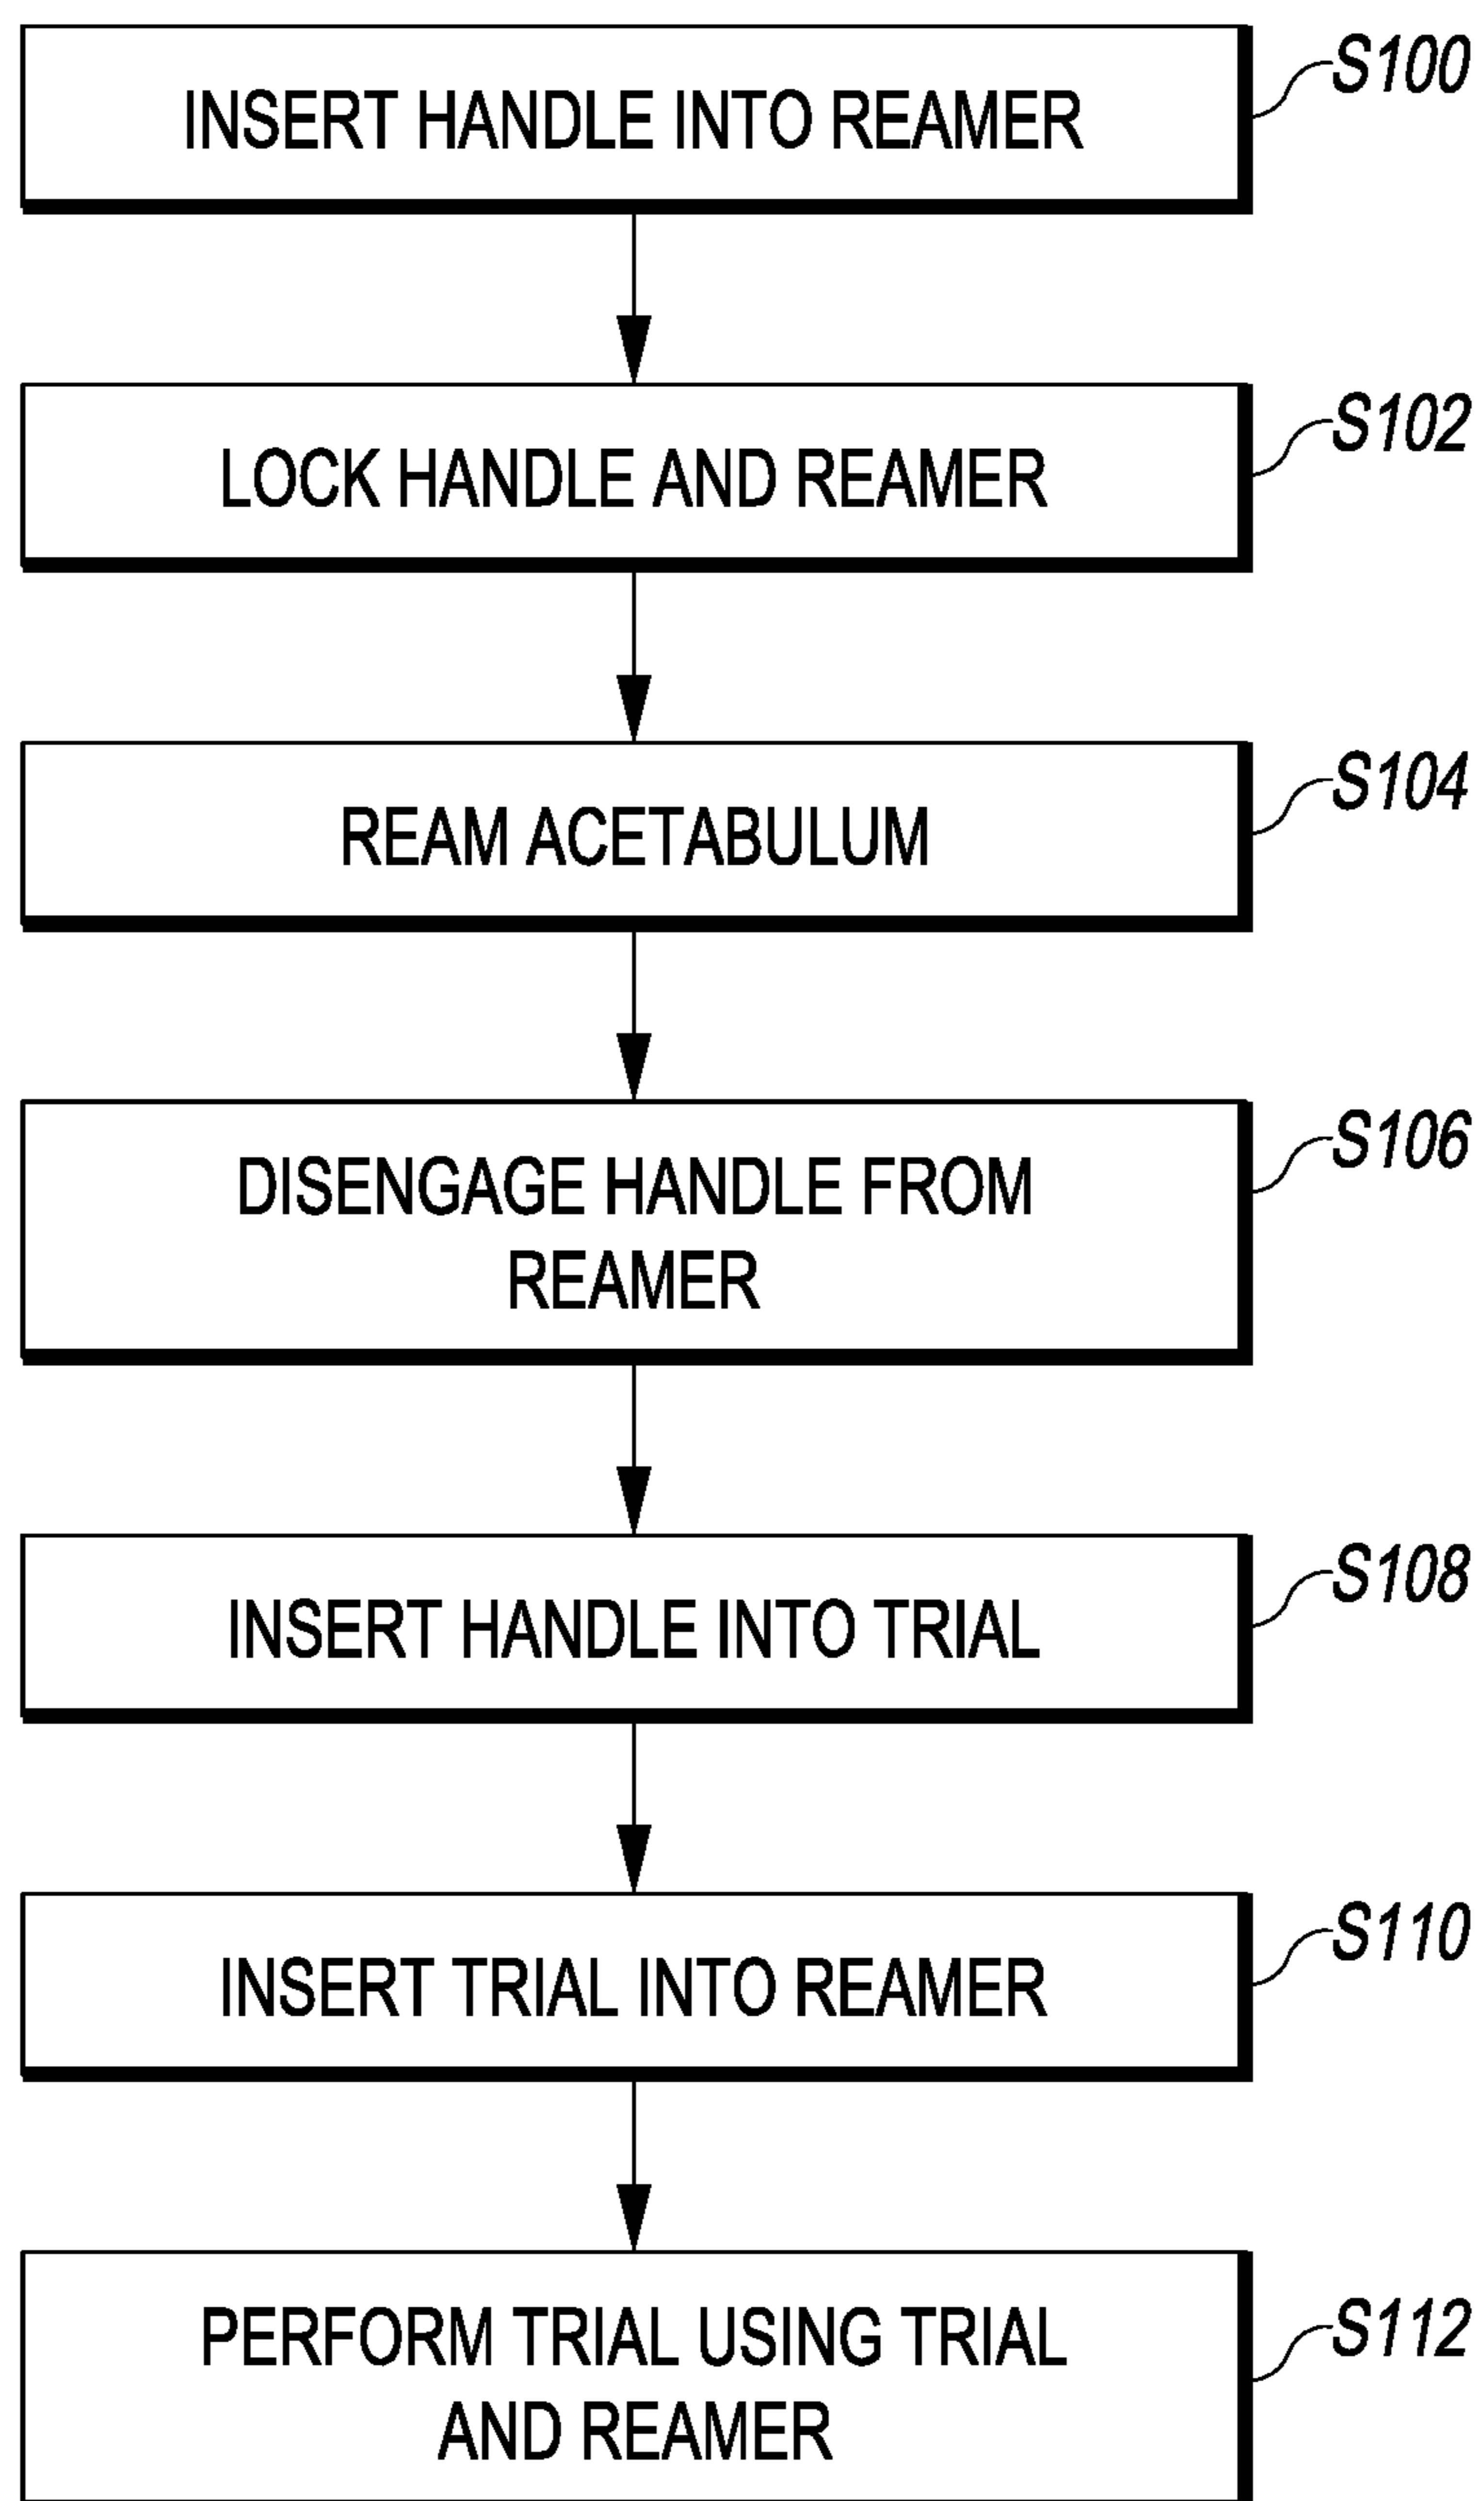 INSERT HANDLE INTO REAMER
S100
LOCK HANDLE AND REAMER
S102
REAM ACETABULUM
S104
DISENGAGE HANDLE FROM
REAMER
S106
INSERT HANDLE INTO TRIAL
S108
INSERT TRIAL INTO REAMER
S110
PERFORM TRIAL USING TRIAL
AND REAMER
S112